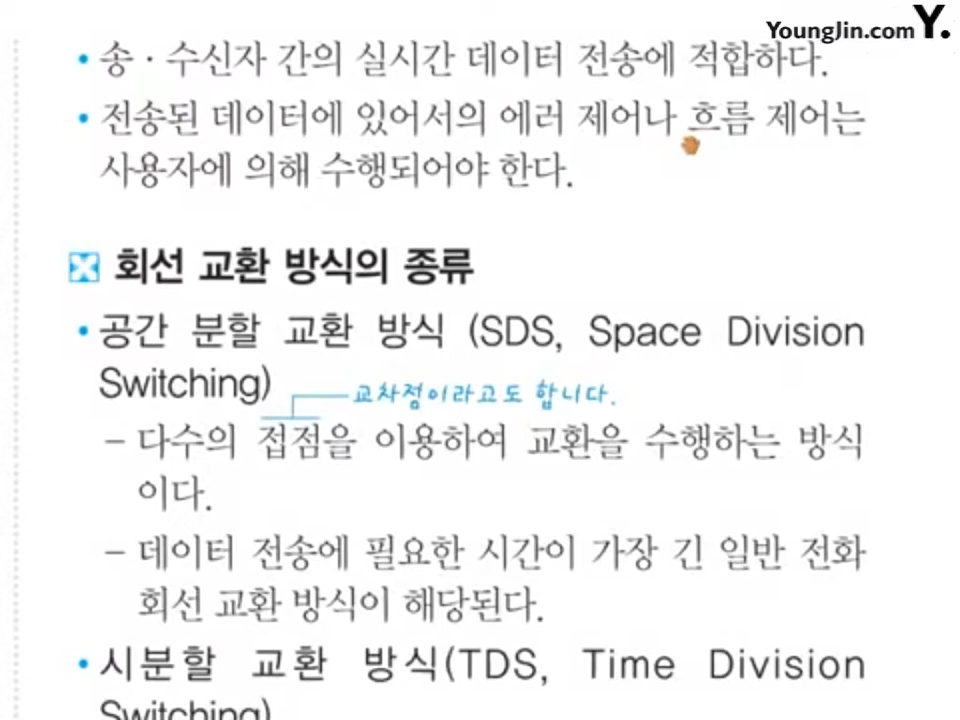 Younglin.com Y.
• 송·수신자 간의 실시간 데이터 전송에 적합하다.
• 전송된 데이터에 있어서의 에러 제어나 흐름 제어는
사용자에 의해 수행되어야 한다.
회선 교환 방식의 종류
• 공간 분할 교환 방식 (SDS, Space Division
Switching)
교차점이라고도 합니다.
– 다수의 접점을 이용하여 교환을 수행하는 방식
이다.
– 데이터 전송에 필요한 시간이 가장 긴 일반 전화
회선 교환 방식이 해당된다.
• 시분할 교환 방식(TDS, Time Division
Switching)